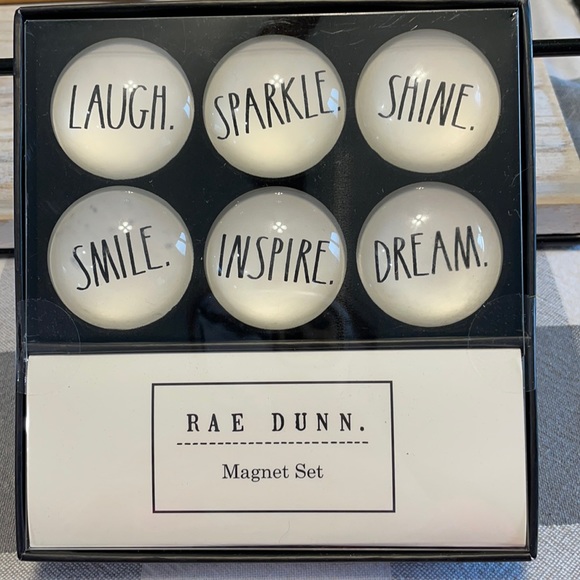 LAUGH. SPARKLE. SHINE.
SMILE. INSPIRE. DREAM.
RAE DUNN.
Magnet Set